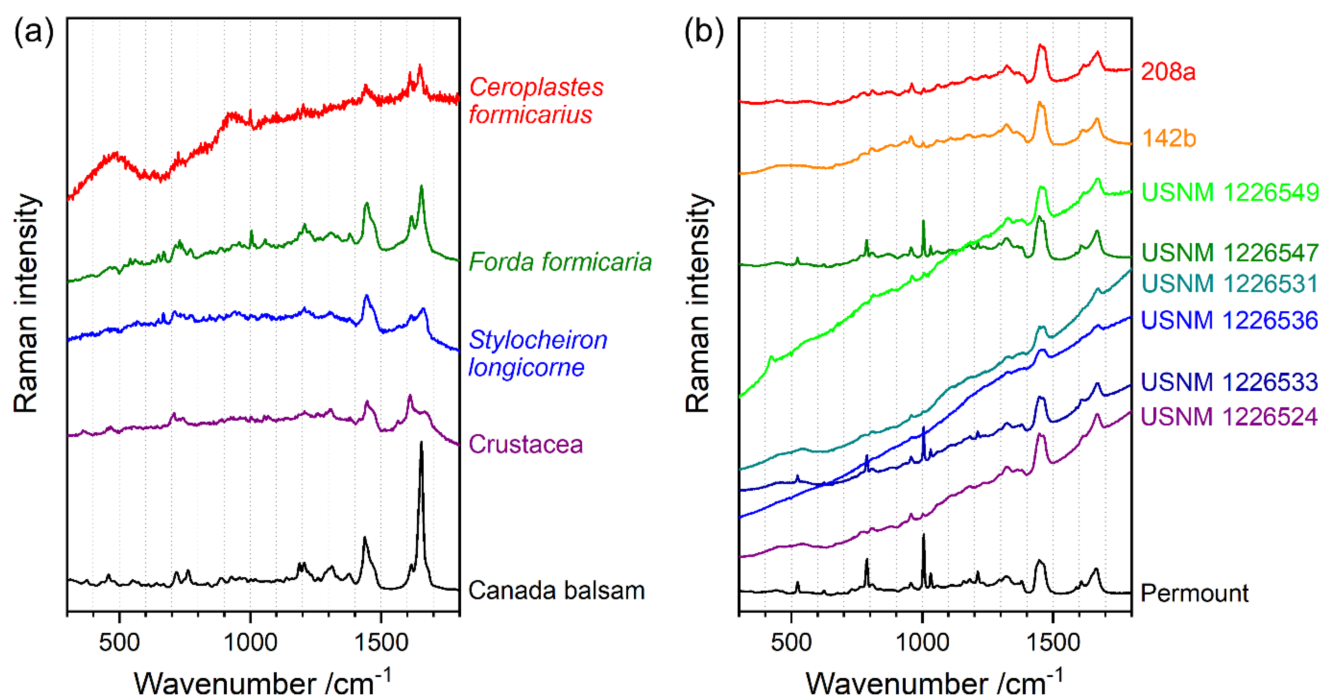 (a)
Raman intensity
Ceroplastes
formicarius
Forda formicaria
Stylocheiron
longicorne
Crustacea
Canada balsam
500
1000
1500
Wavenumber /cm-1
(b)
Raman intensity
208a
142b
USNM 1226549
USNM 1226547
USNM 1226531
USNM 1226536
USNM 1226533
USNM 1226524
Permount
500
1000
1500
Wavenumber /cm-1